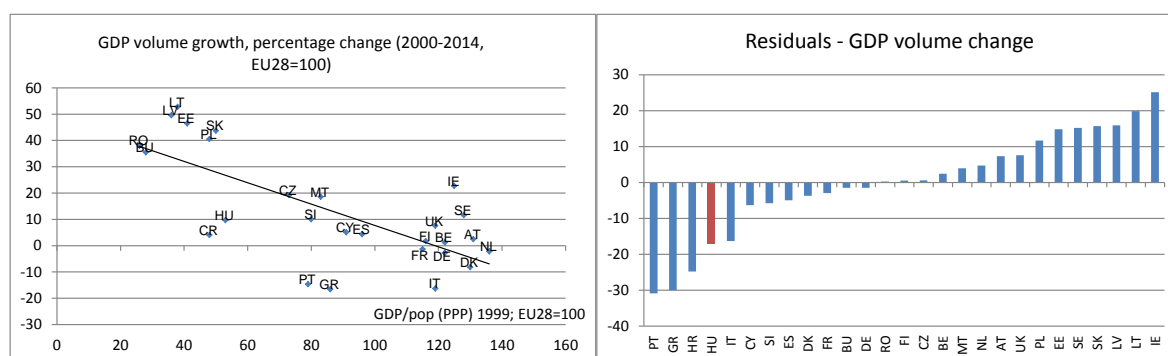 GDP volume growth, percentage change (2000-2014,
EU28=100)
60
50
40
30
20
10
0
-10
-20
-30
LT
LV
EE
SK
PL
RO
BU
CZ
MT
IE
SE
HU
SI
UK
CR
CY
ES
FI
BE
AT
FR
DE
NL
DK
PT
GR
IT
GDP/pop (PPP) 1999; EU28=100
0 20 40 60 80 100 120 140 160
Residuals - GDP volume change
30
20
10
0
-10
-20
-30
-40
PT GR HR HU IT CY SI ES DK FR BU DE RO FI CZ BE MT NL AT UK PL EE SE SK LV LT IE